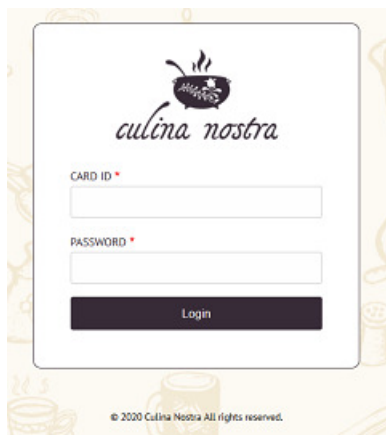 culina nostra
CARD ID *
PASSWORD *
Login
© 2020 Culina Nostra All rights reserved.